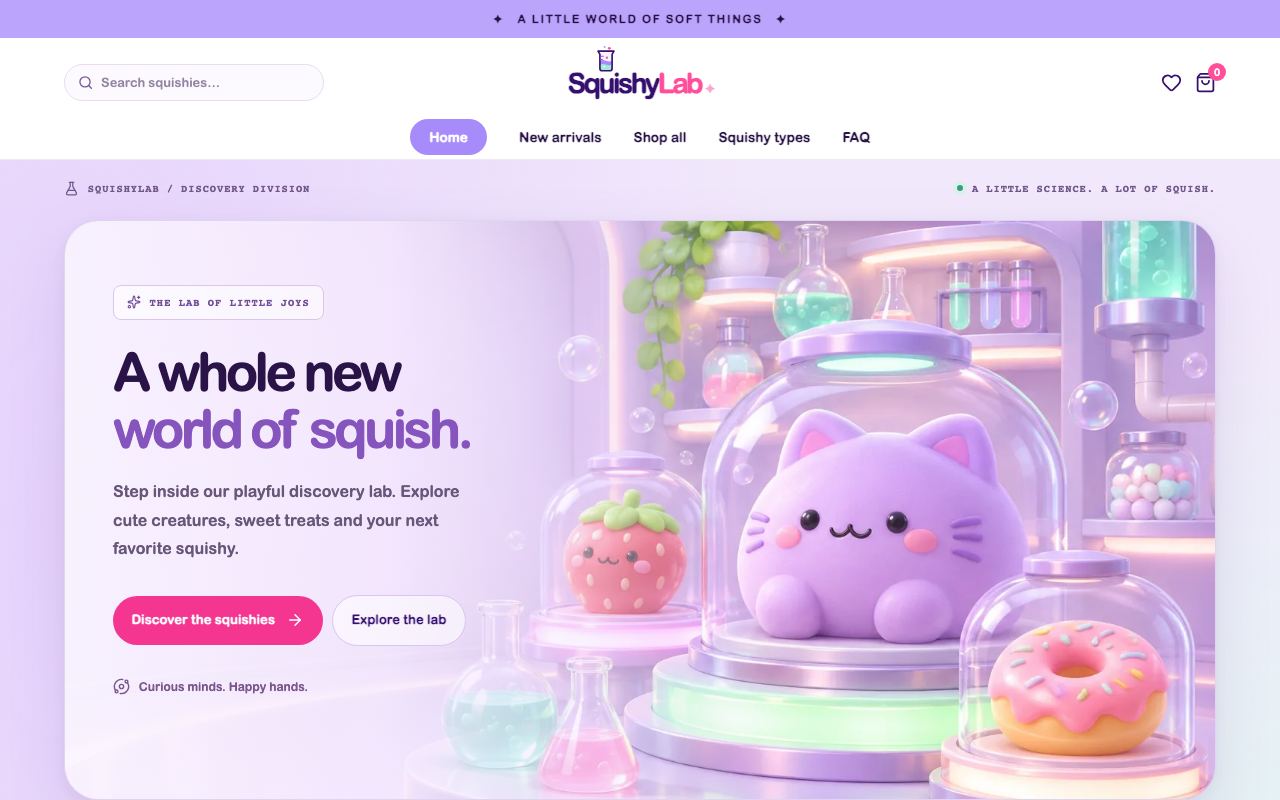 ✦ A LITTLE WORLD OF SOFT THINGS ✦
Search squishies...
SquishyLab
0
Home
New arrivals
Shop all
Squishy types
FAQ
SQUISHYLAB / DISCOVERY DIVISION
A LITTLE SCIENCE. A LOT OF SQUISH.
THE LAB OF LITTLE JOYS
A whole new
world of squish.
Step inside our playful discovery lab. Explore
cute creatures, sweet treats and your next
favorite squishy.
Discover the squishies
Explore the lab
Curious minds. Happy hands.